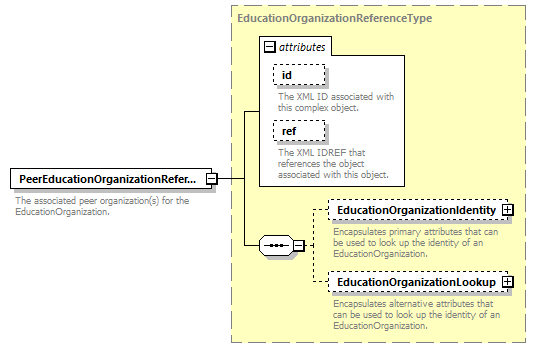 EducationOrganizationReferenceType
attributes
id
The XML ID associated with
this complex object.
ref
The XML IDREF that
references the object
associated with this object.
PeerEducationOrganizationRefer...
The associated peer organization(s) for the
EducationOrganization.
EducationOrganizationIdentity
Encapsulates primary attributes that can
be used to look up the identity of an
EducationOrganization.
EducationOrganizationLookup
Encapsulates alternative attributes that
can be used to look up the identity of an
EducationOrganization.